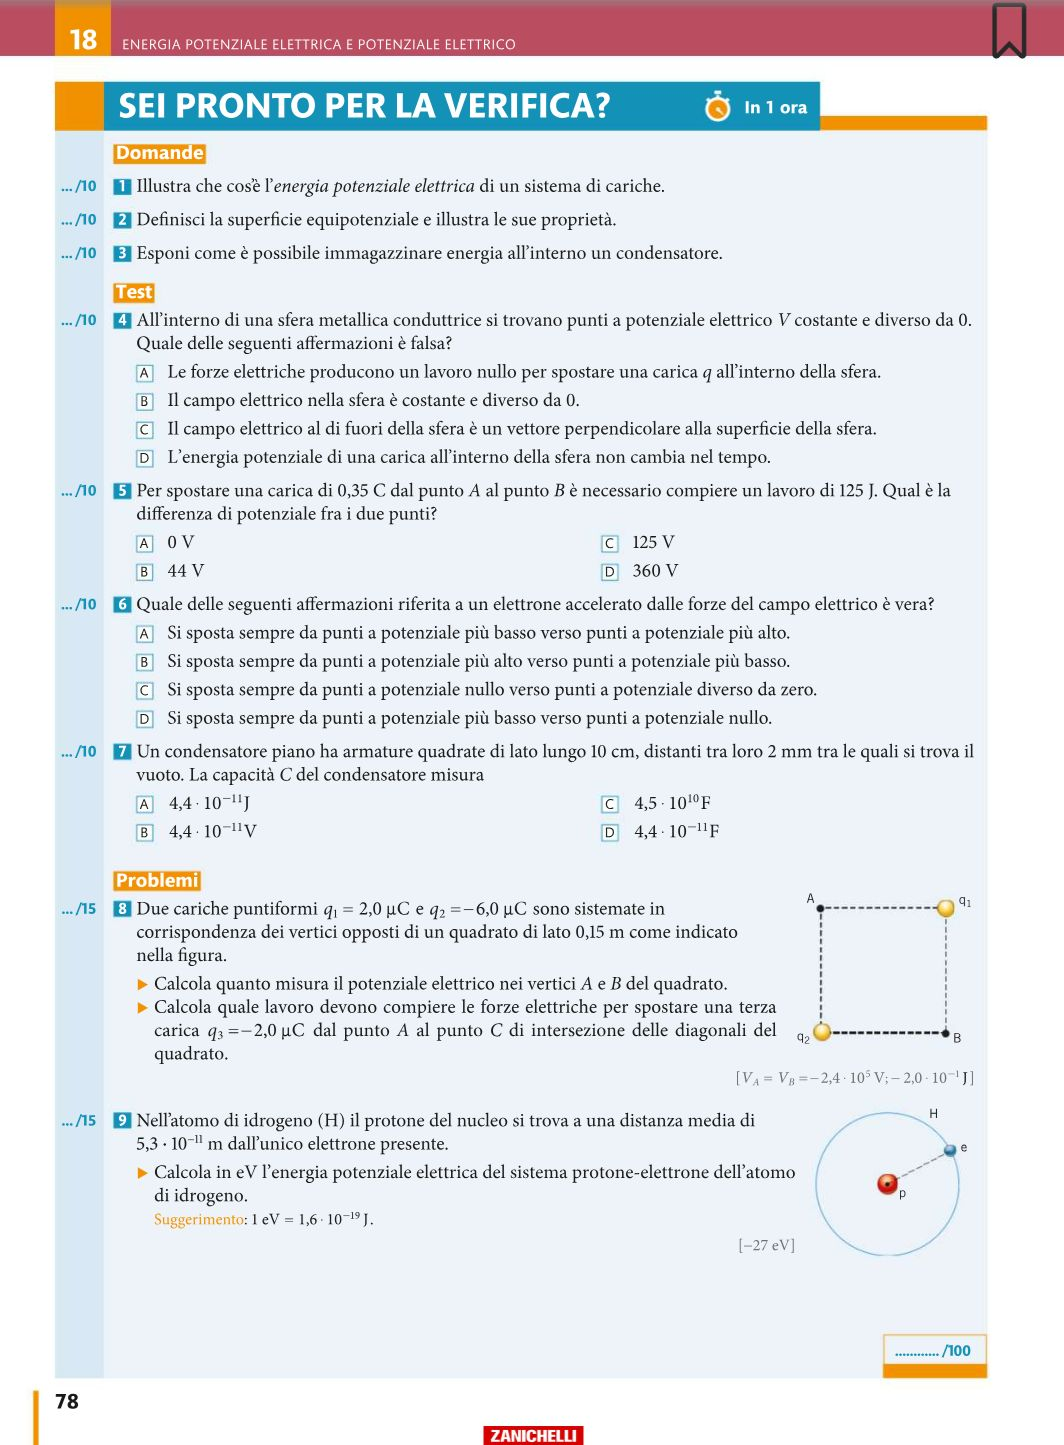 18 ENERGIA POTENZIALE ELETTRICA E POTENZIALE ELETTRICO
SEI PRONTO PER LA VERIFICA? In 1 ora
Domande
... /10 1 Illustra che cos'è l'energia potenziale elettrica di un sistema di cariche.
... /10 2 Definisci la superficie equipotenziale e illustra le sue proprietà.
... /10 3 Esponi come è possibile immagazzinare energia all'interno un condensatore.
Test
... /10 4 All'interno di una sfera metallica conduttrice si trovano punti a potenziale elettrico V costante e diverso da 0.
Quale delle seguenti affermazioni è falsa?
A Le forze elettriche producono un lavoro nullo per spostare una carica q all'interno della sfera.
B Il campo elettrico nella sfera è costante e diverso da 0.
C Il campo elettrico al di fuori della sfera è un vettore perpendicolare alla superficie della sfera.
D L'energia potenziale di una carica all'interno della sfera non cambia nel tempo.
... /10 5 Per spostare una carica di 0,35 C dal punto A al punto B è necessario compiere un lavoro di 125 J. Qual è la
differenza di potenziale fra i due punti?
A 0 V C 125 V
B 44 V D 360 V
... /10 6 Quale delle seguenti affermazioni riferita a un elettrone accelerato dalle forze del campo elettrico è vera?
A Si sposta sempre da punti a potenziale più basso verso punti a potenziale più alto.
B Si sposta sempre da punti a potenziale più alto verso punti a potenziale più basso.
C Si sposta sempre da punti a potenziale nullo verso punti a potenziale diverso da zero.
D Si sposta sempre da punti a potenziale più basso verso punti a potenziale nullo.
... /10 7 Un condensatore piano ha armature quadrate di lato lungo 10 cm, distanti tra loro 2 mm tra le quali si trova il
vuoto. La capacità C del condensatore misura
A 4,4 · 10⁻¹¹ J C 4,5 · 10¹⁰ F
B 4,4 · 10⁻¹¹ V D 4,4 · 10⁻¹¹ F
Problemi
... /15 8 Due cariche puntiformi q₁ = 2,0 μC e q₂ =−6,0 μC sono sistemate in
corrispondenza dei vertici opposti di un quadrato di lato 0,15 m come indicato
nella figura.
▶ Calcola quanto misura il potenziale elettrico nei vertici A e B del quadrato.
▶ Calcola quale lavoro devono compiere le forze elettriche per spostare una terza
carica q₃ =−2,0 μC dal punto A al punto C di intersezione delle diagonali del
quadrato.
A q₁
q₂ B
[V_A = V_B =−2,4 · 10⁵ V; −2,0 · 10⁻¹ J]
... /15 9 Nell'atomo di idrogeno (H) il protone del nucleo si trova a una distanza media di
5,3 · 10⁻¹¹ m dall'unico elettrone presente.
▶ Calcola in eV l'energia potenziale elettrica del sistema protone-elettrone dell'atomo
di idrogeno.
Suggerimento: 1 eV = 1,6 · 10⁻¹⁹ J.
[−27 eV]
H
e
p
............ /100
78
ZANICHELLI